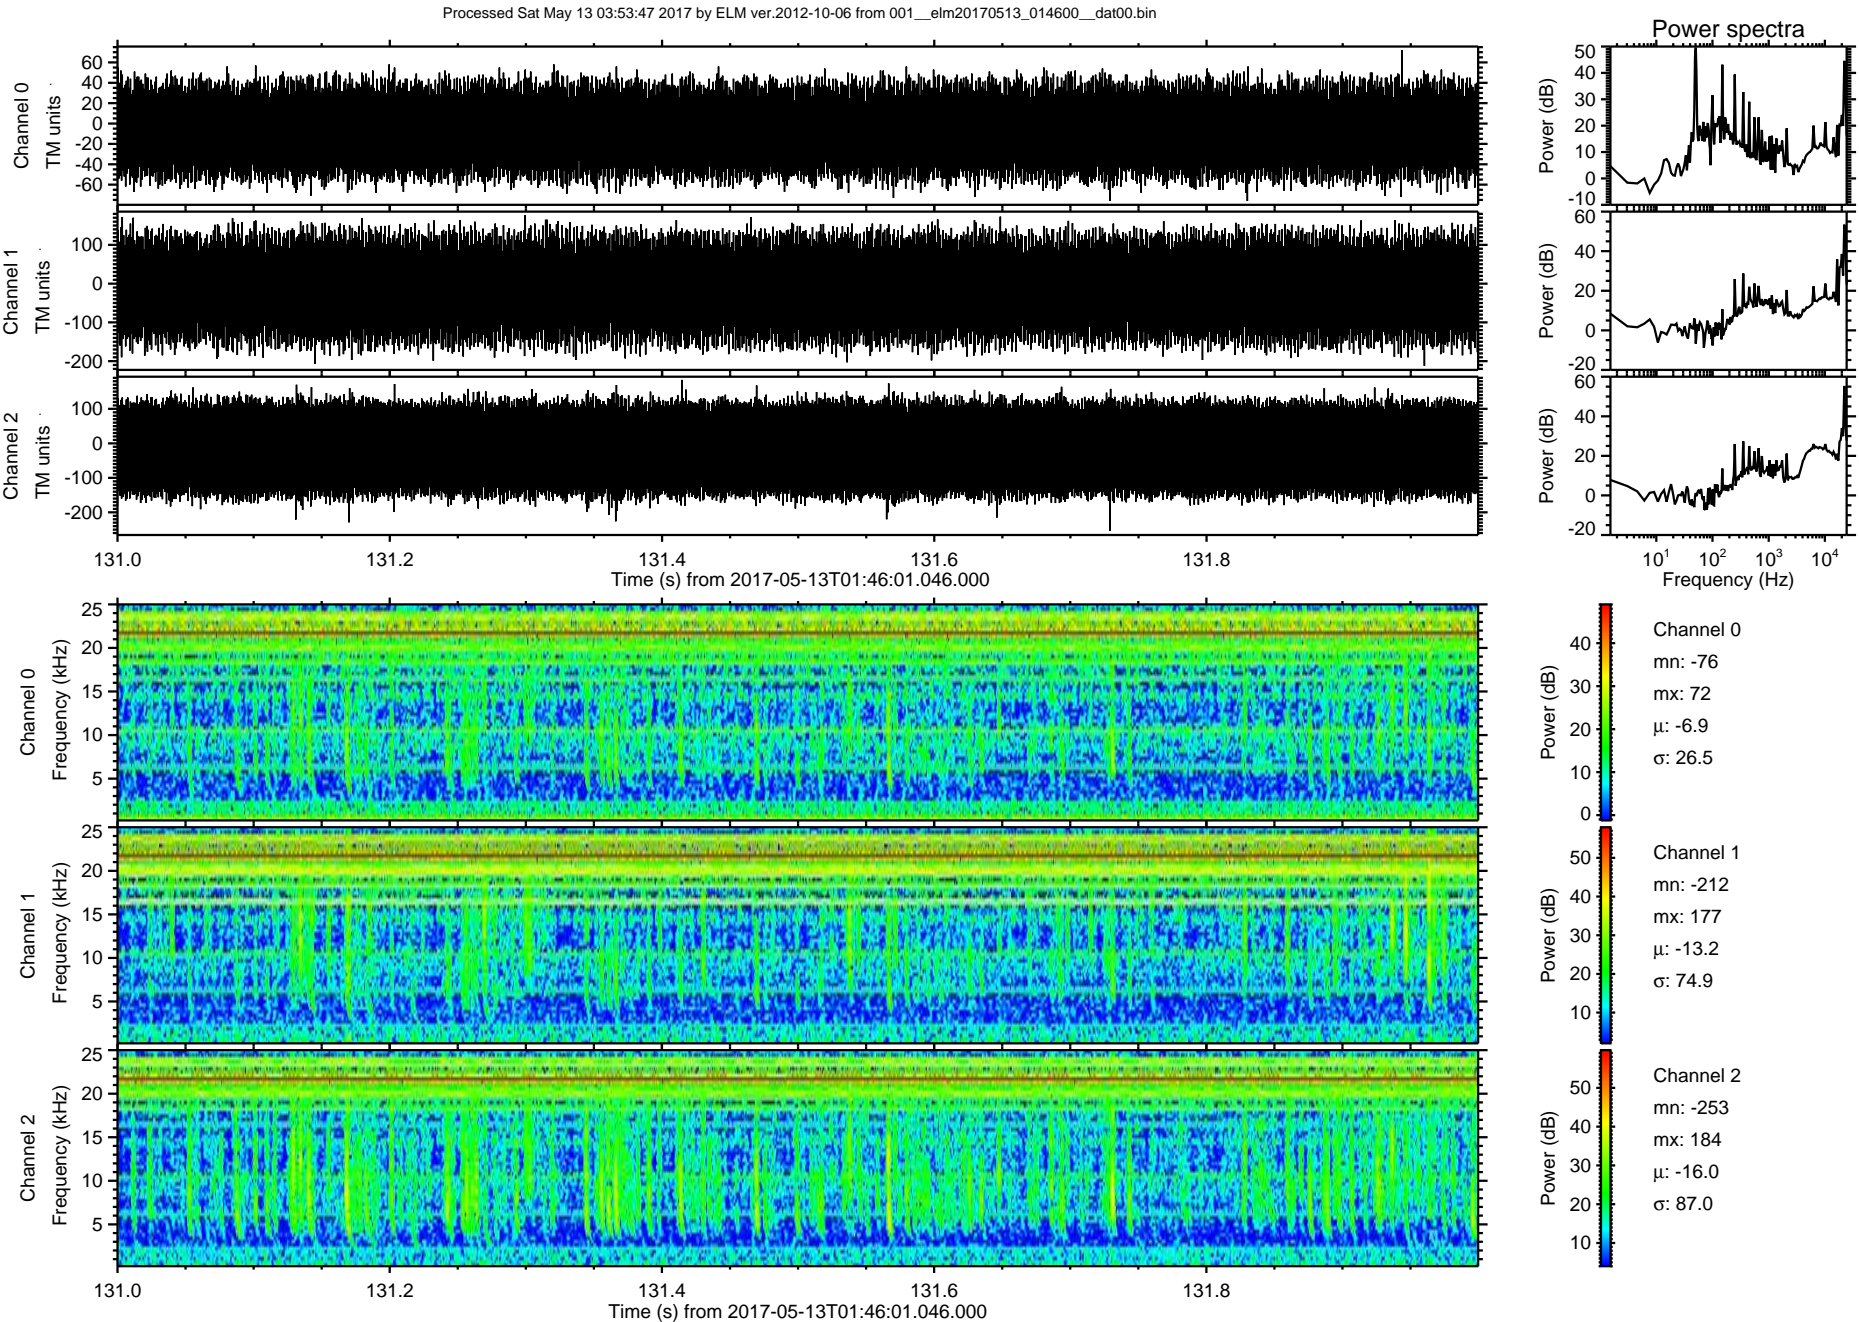 Processed Sat May 13 03:53:47 2017 by ELM ver.2012-10-06 from 001__elm20170513_014600__dat00.bin
Power spectra
Channel 0
TM units
60
40
20
0
-20
-40
-60
Power (dB)
50
40
30
20
10
0
-10
Channel 1
TM units
100
0
-100
-200
Power (dB)
60
40
20
0
-20
Channel 2
TM units
100
0
-100
-200
Power (dB)
60
40
20
0
-20
131.0 131.2 131.4 131.6 131.8
Time (s) from 2017-05-13T01:46:01.046.000
10^1 10^2 10^3 10^4
Frequency (Hz)
Channel 0
Frequency (kHz)
25
20
15
10
5
Power (dB)
40
30
20
10
0
Channel 0
mn: -76
mx: 72
µ: -6.9
σ: 26.5
Channel 1
Frequency (kHz)
25
20
15
10
5
Power (dB)
50
40
30
20
10
Channel 1
mn: -212
mx: 177
µ: -13.2
σ: 74.9
Channel 2
Frequency (kHz)
25
20
15
10
5
Power (dB)
50
40
30
20
10
Channel 2
mn: -253
mx: 184
µ: -16.0
σ: 87.0
131.0 131.2 131.4 131.6 131.8
Time (s) from 2017-05-13T01:46:01.046.000